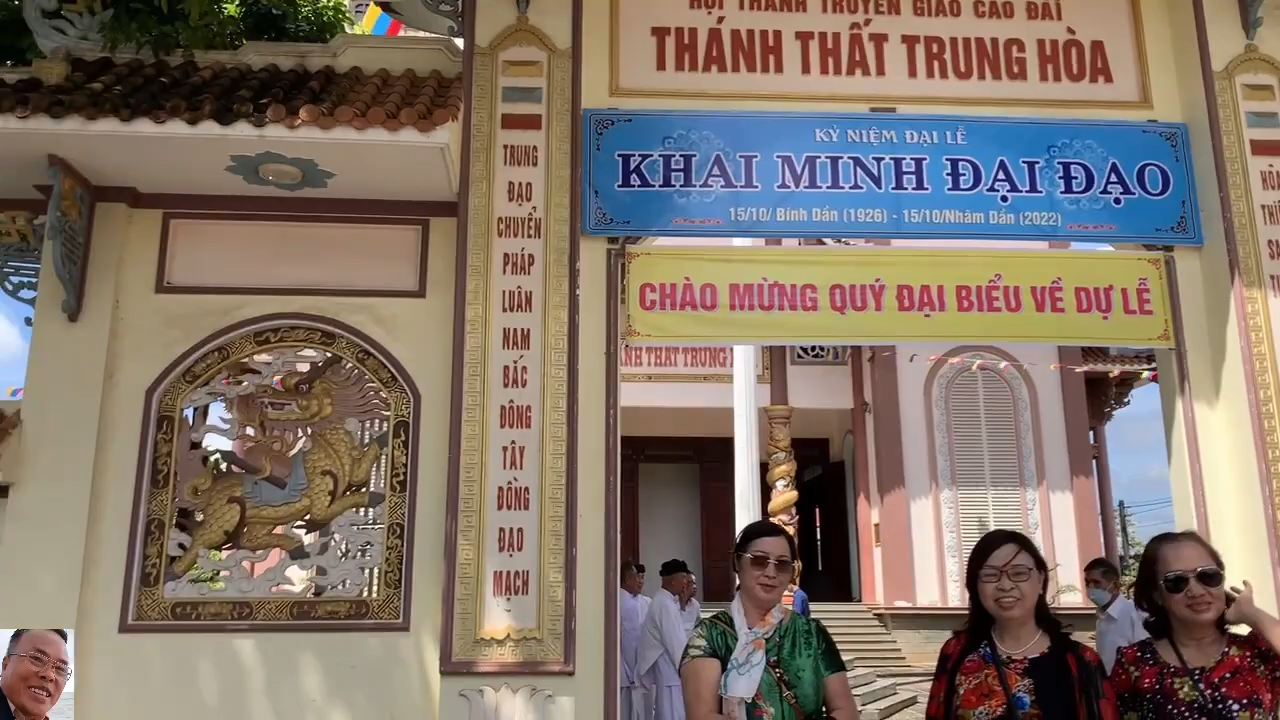 HỘI THÁNH TRUYỀN GIÁO CAO ĐÀI
THÁNH THẤT TRUNG HÒA
KỶ NIỆM ĐẠI LỄ
KHAI MINH ĐẠI ĐẠO
15/10/ Bính Dần (1926) - 15/10/Nhâm Dần (2022)
CHÀO MỪNG QUÝ ĐẠI BIỂU VỀ DỰ LỄ
THẤT TRUNG
TRUNG
ĐẠO
CHUYỂN
PHÁP
LUÂN
NAM
BẮC
ĐÔNG
TÂY
ĐỒNG
ĐẠO
MẠCH